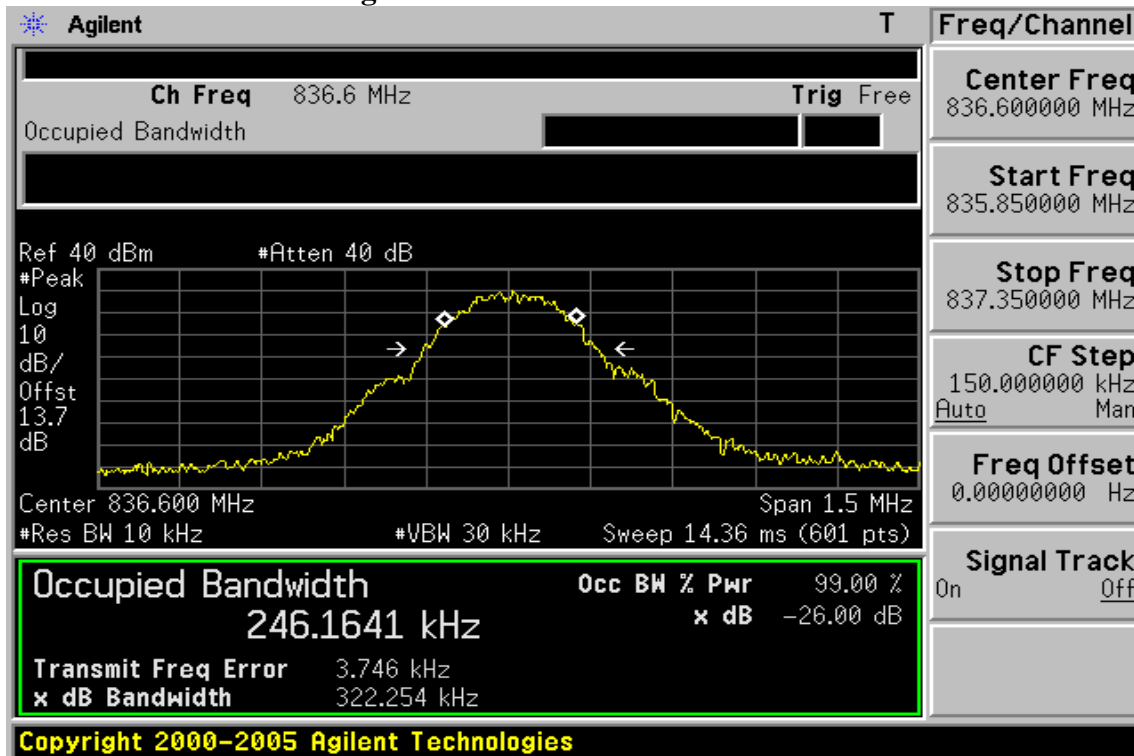 Agilent T Freq/Channel
Ch Freq 836.6 MHz Trig Free
Occupied Bandwidth
Center Freq
836.600000 MHz
Start Freq
835.850000 MHz
Stop Freq
837.350000 MHz
CF Step
150.000000 kHz
Auto Man
Freq Offset
0.00000000 Hz
Signal Track
On Off
Ref 40 dBm #Atten 40 dB
#Peak
Log
10
dB/
Offst
13.7
dB
Center 836.600 MHz Span 1.5 MHz
#Res BW 10 kHz #VBW 30 kHz Sweep 14.36 ms (601 pts)
Occupied Bandwidth Occ BW % Pwr 99.00 %
246.1641 kHz x dB -26.00 dB
Transmit Freq Error 3.746 kHz
x dB Bandwidth 322.254 kHz
Copyright 2000-2005 Agilent Technologies